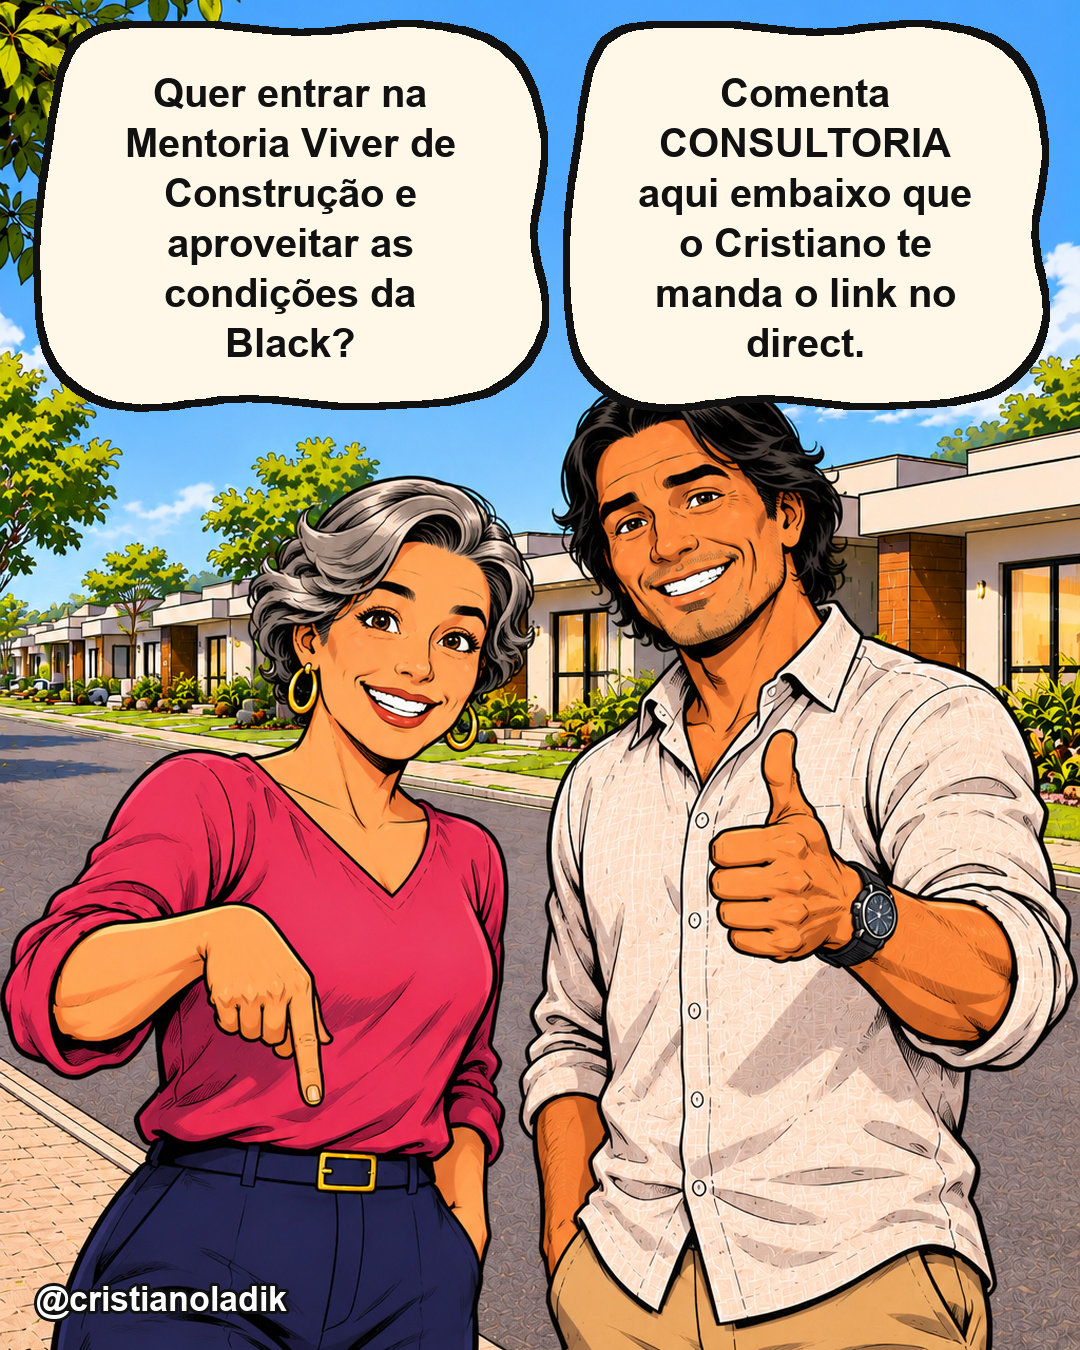 Quer entrar na
Mentoria Viver de
Construção e
aproveitar as
condições da
Black?
Comenta
CONSULTORIA
aqui embaixo que
o Cristiano te
manda o link no
direct.
@cristianoladik